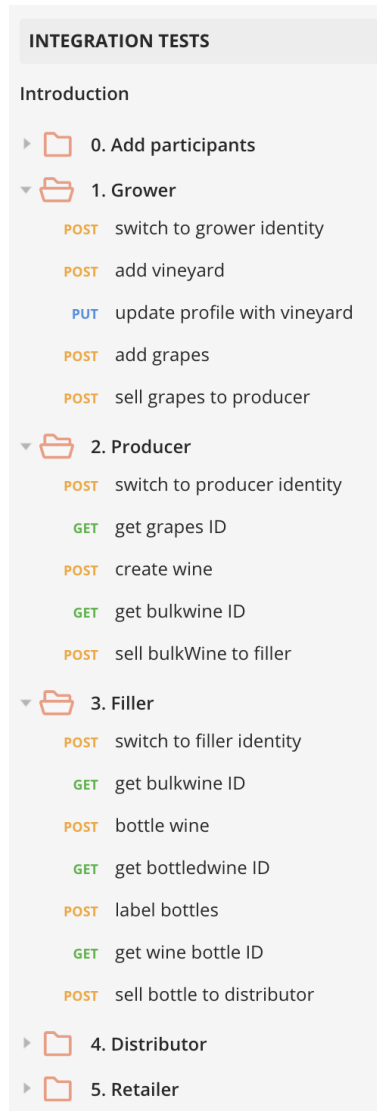 INTEGRATION TESTS
Introduction
0. Add participants
1. Grower
POST switch to grower identity
POST add vineyard
PUT update profile with vineyard
POST add grapes
POST sell grapes to producer
2. Producer
POST switch to producer identity
GET get grapes ID
POST create wine
GET get bulkwine ID
POST sell bulkWine to filler
3. Filler
POST switch to filler identity
GET get bulkwine ID
POST bottle wine
GET get bottledwine ID
POST label bottles
GET get wine bottle ID
POST sell bottle to distributor
4. Distributor
5. Retailer